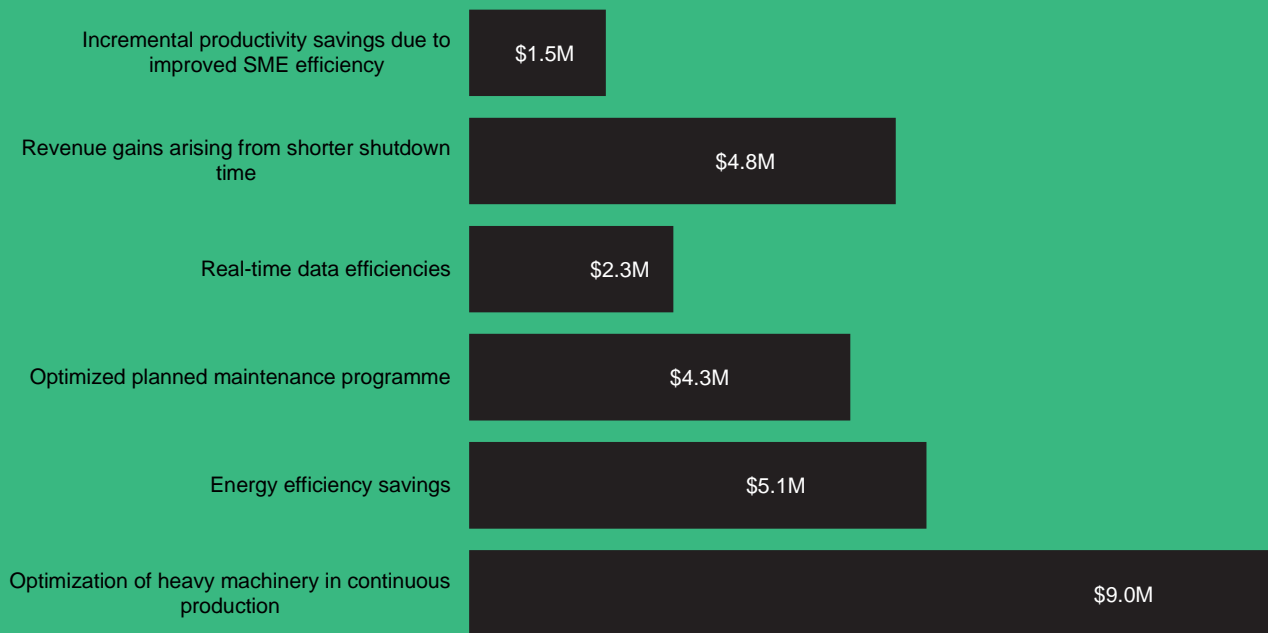 Incremental productivity savings due to
improved SME efficiency
$1.5M
Revenue gains arising from shorter shutdown
time
$4.8M
Real-time data efficiencies
$2.3M
Optimized planned maintenance programme
$4.3M
Energy efficiency savings
$5.1M
Optimization of heavy machinery in continuous
production
$9.0M